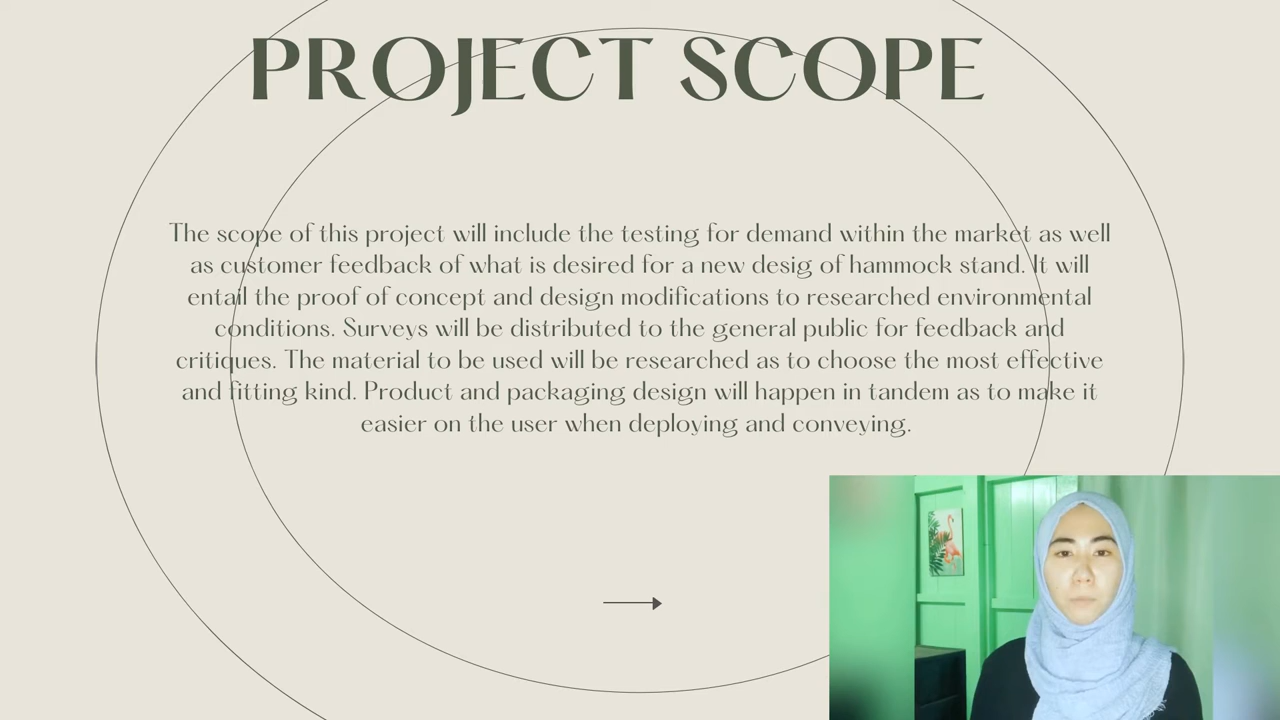 PROJECT SCOPE
The scope of this project will include the testing for demand within the market as well
as customer feedback of what is desired for a new desig of hammock stand. It will
entail the proof of concept and design modifications to researched environmental
conditions. Surveys will be distributed to the general public for feedback and
critiques. The material to be used will be researched as to choose the most effective
and fitting kind. Product and packaging design will happen in tandem as to make it
easier on the user when deploying and conveying.